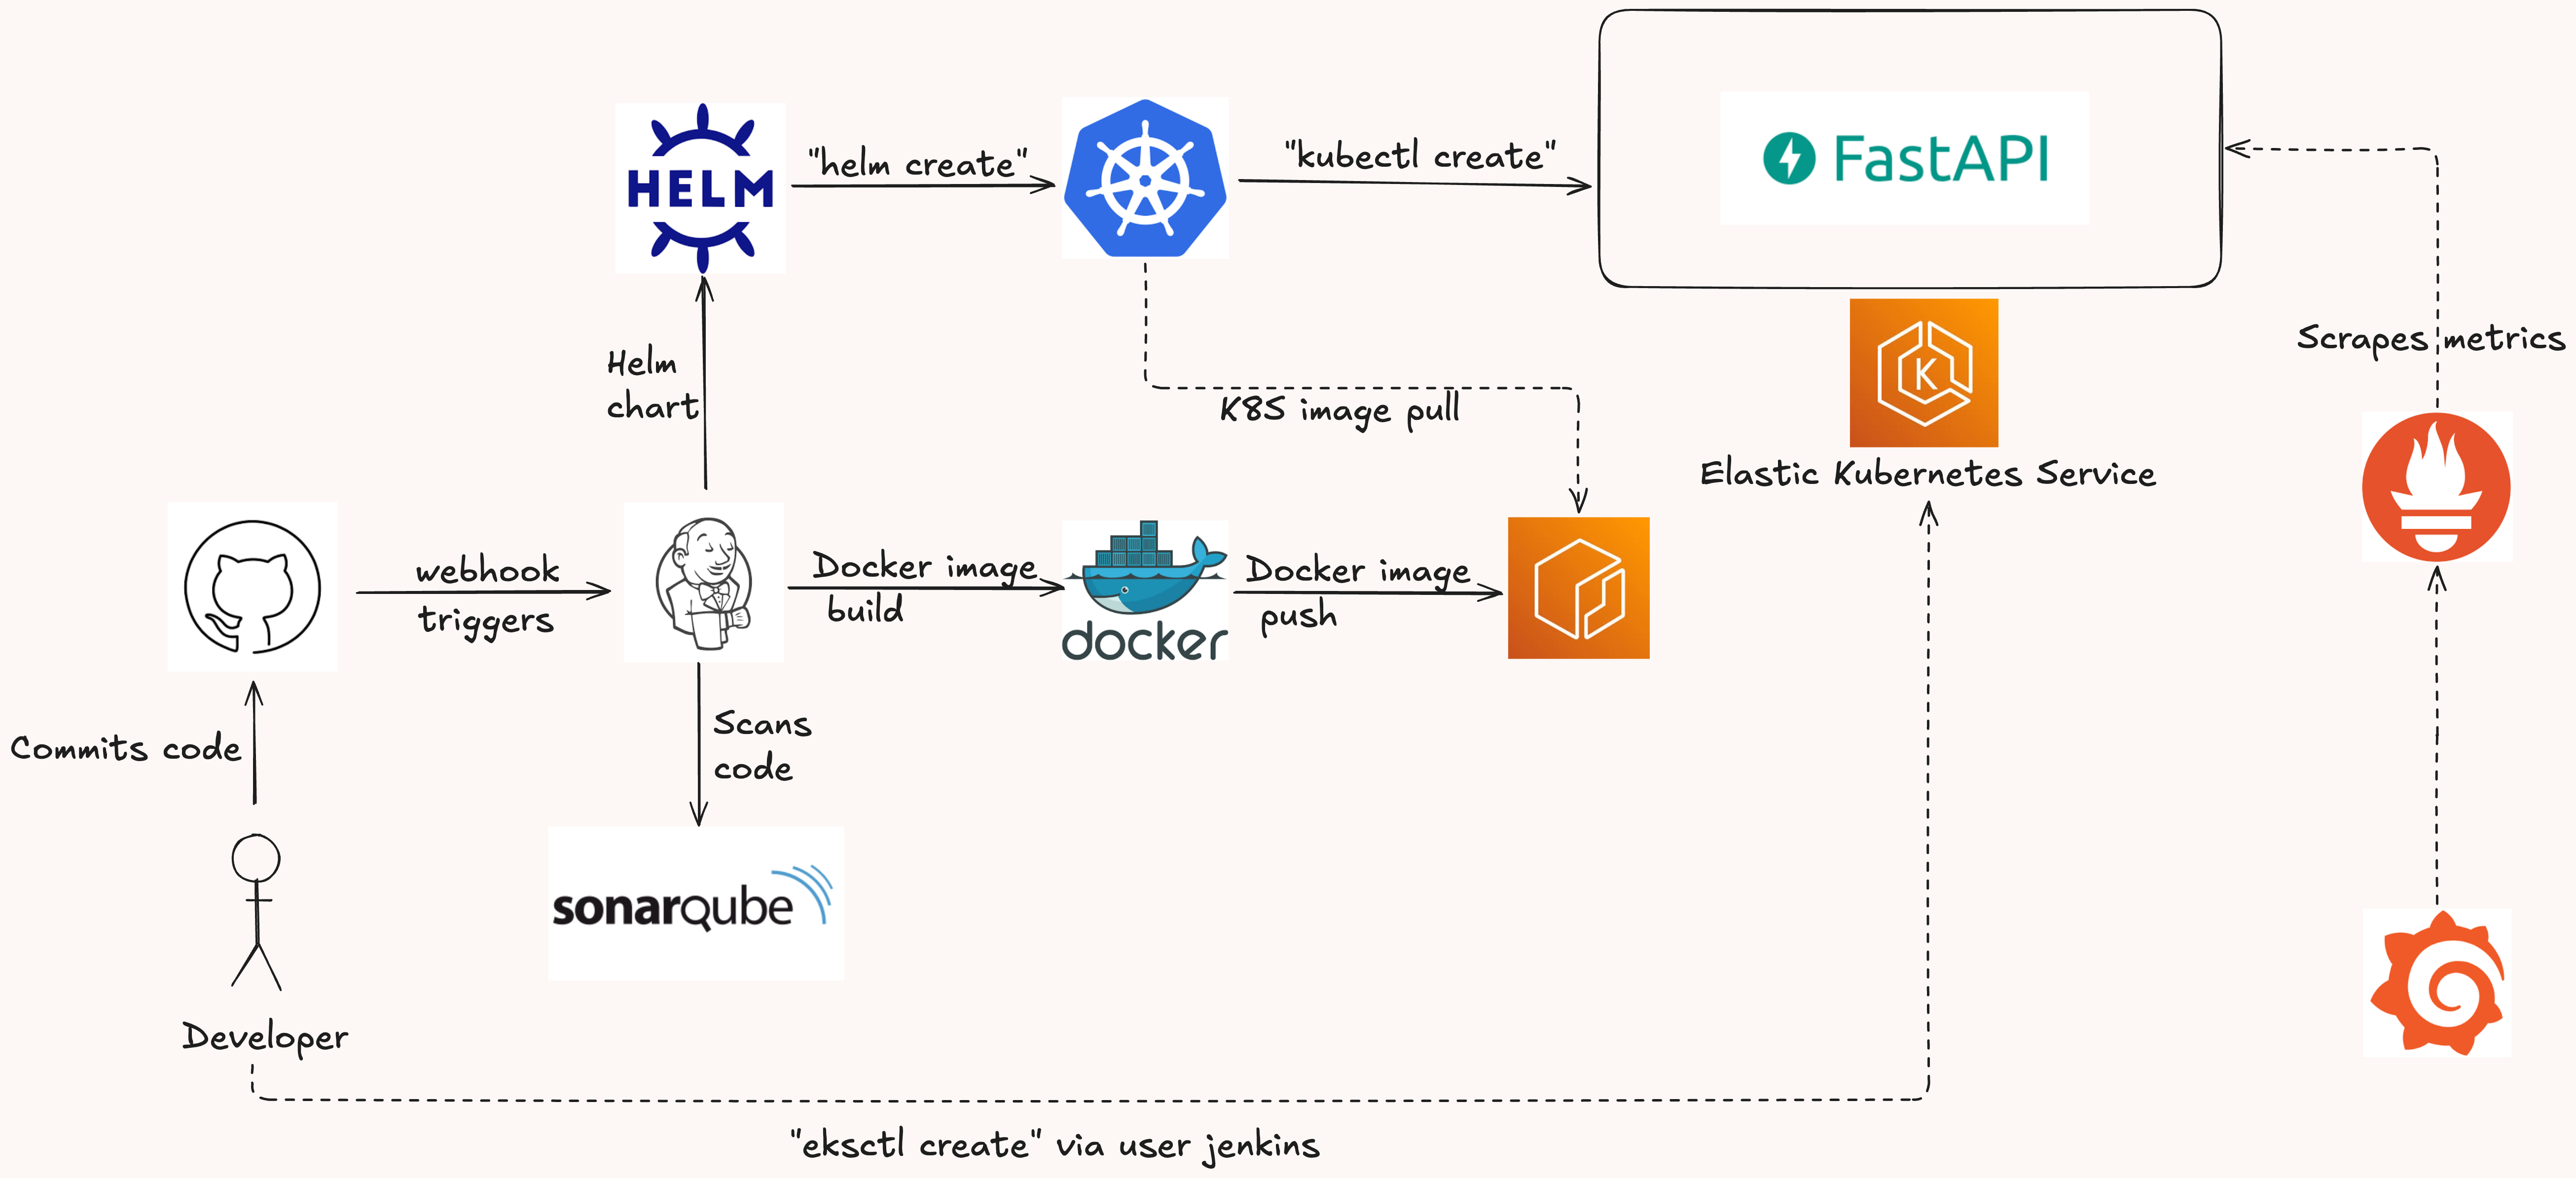 HELM
"helm create"
"kubectl create"
FastAPI
Helm
chart
Scrapes metrics
K8S image pull
K
Elastic Kubernetes Service
webhook
triggers
Docker image
build
docker
Docker image
push
Commits code
Scans
code
sonarqube
Developer
"eksctl create" via user jenkins